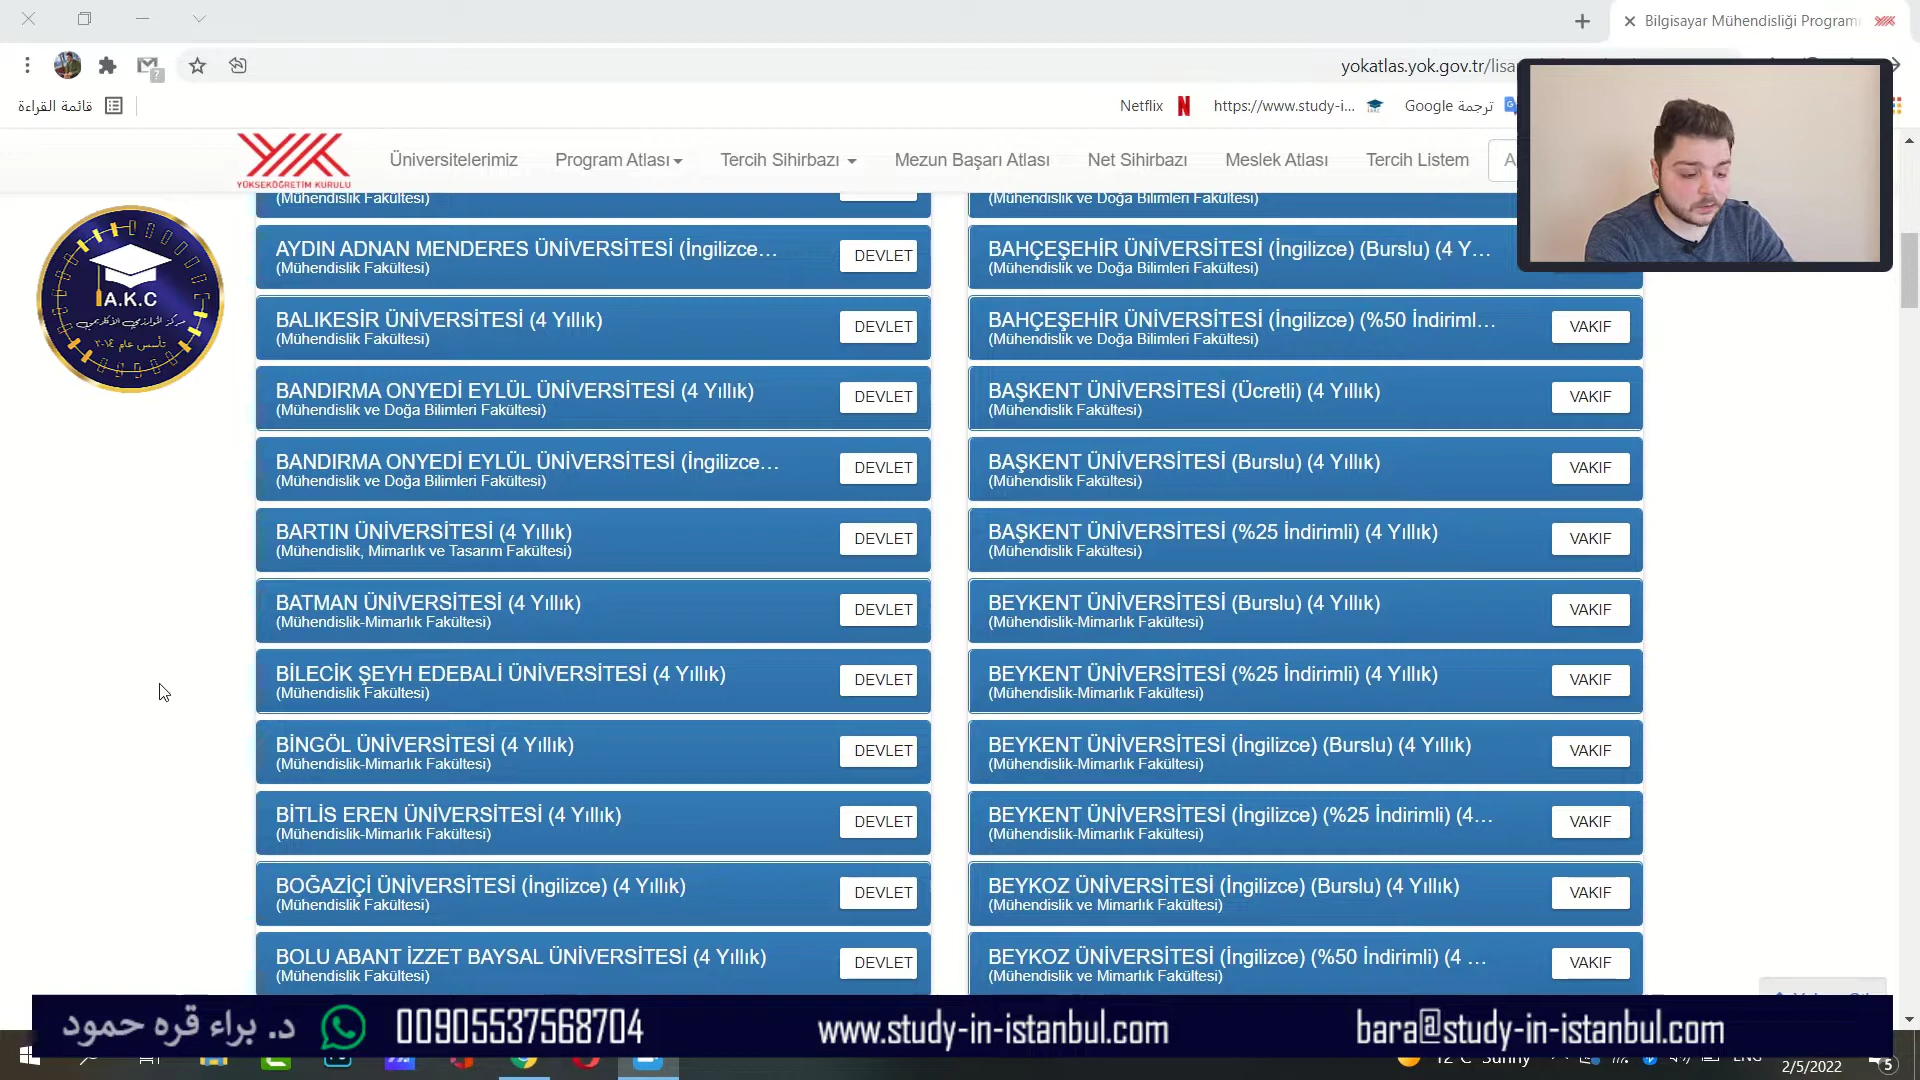 Bilgisayar Mühendisliği Program
yokatlas.yok.gov.tr/lisa
قائمة القراءة
Netflix
https://www.study-i...
ترجمة Google
YÜKSEKÖĞRETİM KURULU
Üniversitelerimiz
Program Atlası
Tercih Sihirbazı
Mezun Başarı Atlası
Net Sihirbazı
Meslek Atlası
Tercih Listem
A.K.C
مركز الخوارزمي الأكاديمي
تأسس عام ٢٠١٤
(Mühendislik Fakültesi)
AYDIN ADNAN MENDERES ÜNİVERSİTESİ (İngilizce...
(Mühendislik Fakültesi)
DEVLET
BALIKESİR ÜNİVERSİTESİ (4 Yıllık)
(Mühendislik Fakültesi)
DEVLET
BANDIRMA ONYEDİ EYLÜL ÜNİVERSİTESİ (4 Yıllık)
(Mühendislik ve Doğa Bilimleri Fakültesi)
DEVLET
BANDIRMA ONYEDİ EYLÜL ÜNİVERSİTESİ (İngilizce...
(Mühendislik ve Doğa Bilimleri Fakültesi)
DEVLET
BARTIN ÜNİVERSİTESİ (4 Yıllık)
(Mühendislik, Mimarlık ve Tasarım Fakültesi)
DEVLET
BATMAN ÜNİVERSİTESİ (4 Yıllık)
(Mühendislik-Mimarlık Fakültesi)
DEVLET
BİLECİK ŞEYH EDEBALİ ÜNİVERSİTESİ (4 Yıllık)
(Mühendislik Fakültesi)
DEVLET
BİNGÖL ÜNİVERSİTESİ (4 Yıllık)
(Mühendislik-Mimarlık Fakültesi)
DEVLET
BİTLİS EREN ÜNİVERSİTESİ (4 Yıllık)
(Mühendislik-Mimarlık Fakültesi)
DEVLET
BOĞAZİÇİ ÜNİVERSİTESİ (İngilizce) (4 Yıllık)
(Mühendislik Fakültesi)
DEVLET
BOLU ABANT İZZET BAYSAL ÜNİVERSİTESİ (4 Yıllık)
(Mühendislik Fakültesi)
DEVLET
(Mühendislik ve Doğa Bilimleri Fakültesi)
BAHÇEŞEHİR ÜNİVERSİTESİ (İngilizce) (Burslu) (4 Y...
(Mühendislik ve Doğa Bilimleri Fakültesi)
BAHÇEŞEHİR ÜNİVERSİTESİ (İngilizce) (%50 İndiriml...
(Mühendislik ve Doğa Bilimleri Fakültesi)
VAKIF
BAŞKENT ÜNİVERSİTESİ (Ücretli) (4 Yıllık)
(Mühendislik Fakültesi)
VAKIF
BAŞKENT ÜNİVERSİTESİ (Burslu) (4 Yıllık)
(Mühendislik Fakültesi)
VAKIF
BAŞKENT ÜNİVERSİTESİ (%25 İndirimli) (4 Yıllık)
(Mühendislik Fakültesi)
VAKIF
BEYKENT ÜNİVERSİTESİ (Burslu) (4 Yıllık)
(Mühendislik-Mimarlık Fakültesi)
VAKIF
BEYKENT ÜNİVERSİTESİ (%25 İndirimli) (4 Yıllık)
(Mühendislik-Mimarlık Fakültesi)
VAKIF
BEYKENT ÜNİVERSİTESİ (İngilizce) (Burslu) (4 Yıllık)
(Mühendislik-Mimarlık Fakültesi)
VAKIF
BEYKENT ÜNİVERSİTESİ (İngilizce) (%25 İndirimli) (4...
(Mühendislik-Mimarlık Fakültesi)
VAKIF
BEYKOZ ÜNİVERSİTESİ (İngilizce) (Burslu) (4 Yıllık)
(Mühendislik ve Mimarlık Fakültesi)
VAKIF
BEYKOZ ÜNİVERSİTESİ (İngilizce) (%50 İndirimli) (4 ...
(Mühendislik ve Mimarlık Fakültesi)
VAKIF
د. براء قره حمود
00905537568704
www.study-in-istanbul.com
bara@study-in-istanbul.com
12°C Sunny
ENG
2/5/2022
5